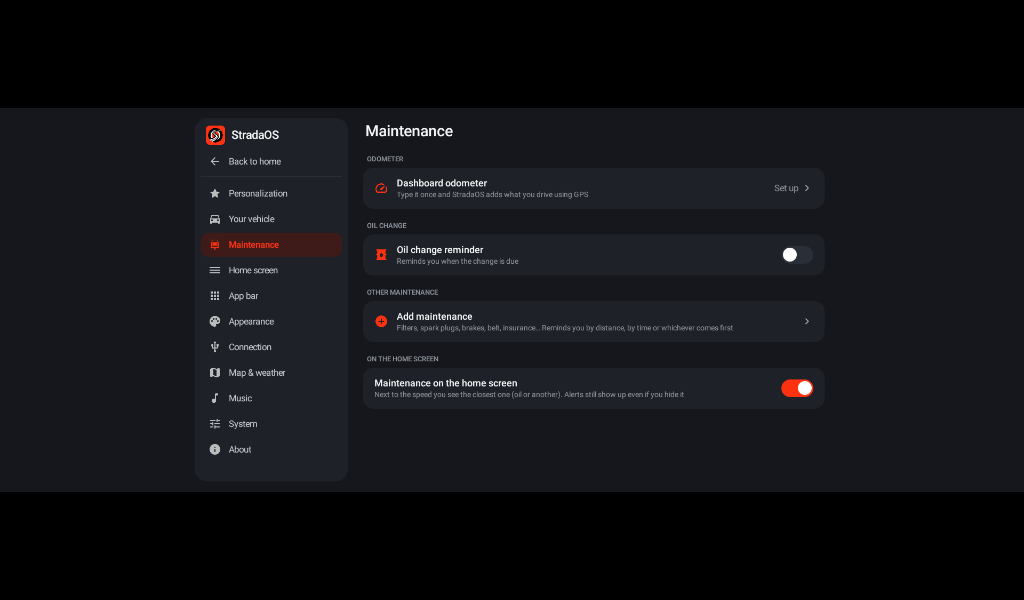 StradaOS
Back to home
Personalization
Your vehicle
Maintenance
Home screen
App bar
Appearance
Connection
Map & weather
Music
System
About
Maintenance
ODOMETER
Dashboard odometer
Type it once and StradaOS adds what you drive using GPS
Set up
OIL CHANGE
Oil change reminder
Reminds you when the change is due
OTHER MAINTENANCE
Add maintenance
Filters, spark plugs, brakes, belt, insurance... Reminds you by distance, by time or whichever comes first
ON THE HOME SCREEN
Maintenance on the home screen
Next to the speed you see the closest one (oil or another). Alerts still show up even if you hide it